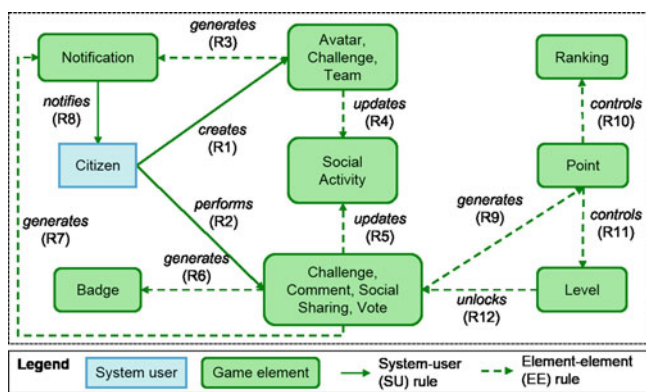 generates
(R3)
Notification
Avatar,
Challenge,
Team
Ranking
notifies
(R8)
creates
(R1)
updates
(R4)
controls
(R10)
Citizen
Social
Activity
Point
performs
(R2)
generates
(R9)
generates
(R7)
updates
(R5)
controls
(R11)
generates
(R6)
Badge
Challenge,
Comment, Social
Sharing, Vote
unlocks
(R12)
Level
Legend
System user
Game element
System-user
(SU) rule
Element-element
(EE) rule